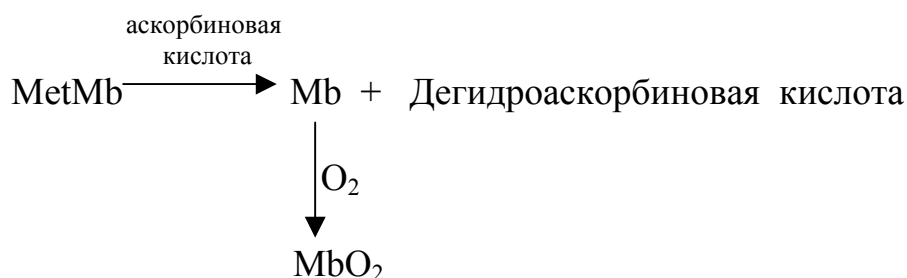 аскорбиновая
кислота
MetMb Mb + Дегидроаскорбиновая кислота
O₂
MbO₂